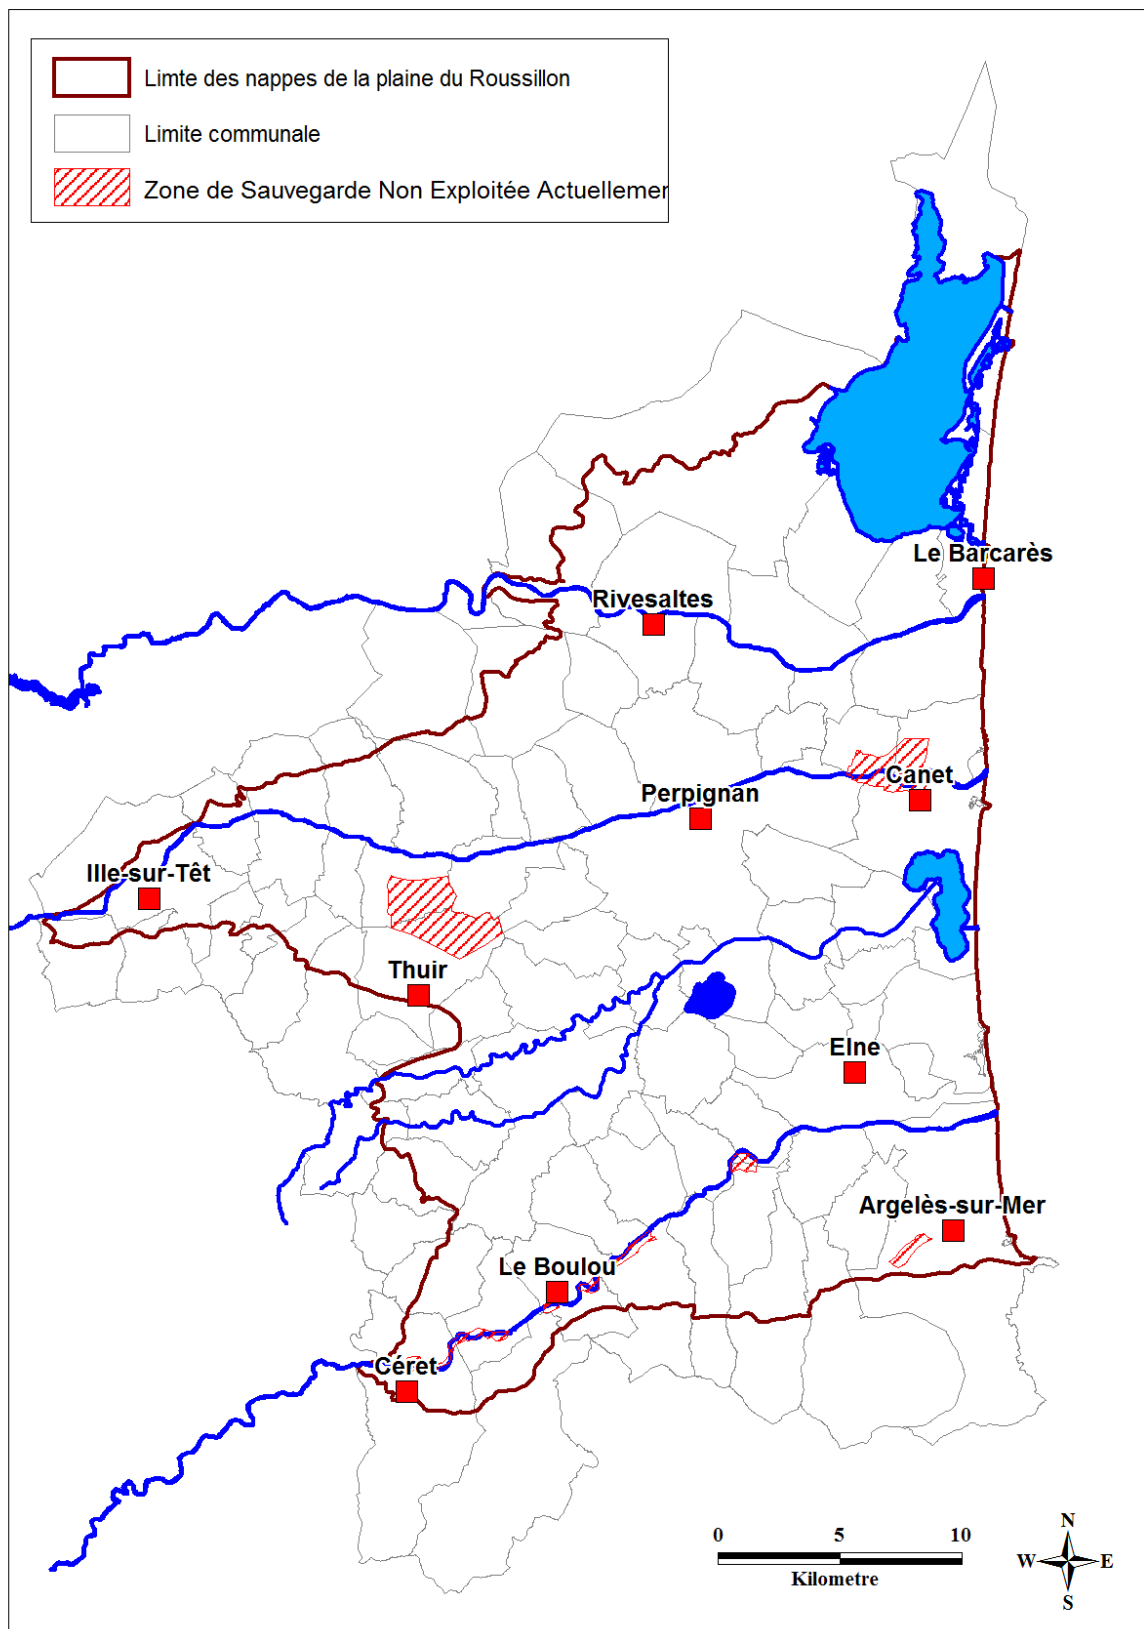 Limte des nappes de la plaine du Roussillon
Limite communale
Zone de Sauvegarde Non Exploitée Actuellemer
Le Barcarès
Rivesaltes
Canet
Perpignan
Ille-sur-Têt
Thuir
Elne
Argelès-sur-Mer
Le Boulou
Céret
0 5 10
Kilometre
N
W E
S